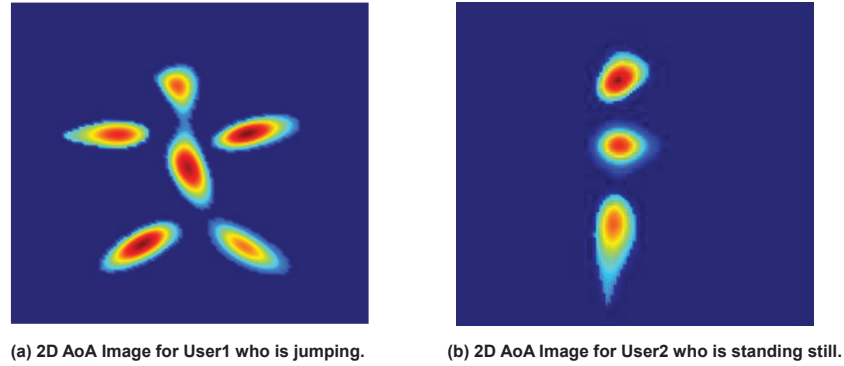 (a) 2D AoA Image for User1 who is jumping.
(b) 2D AoA Image for User2 who is standing still.